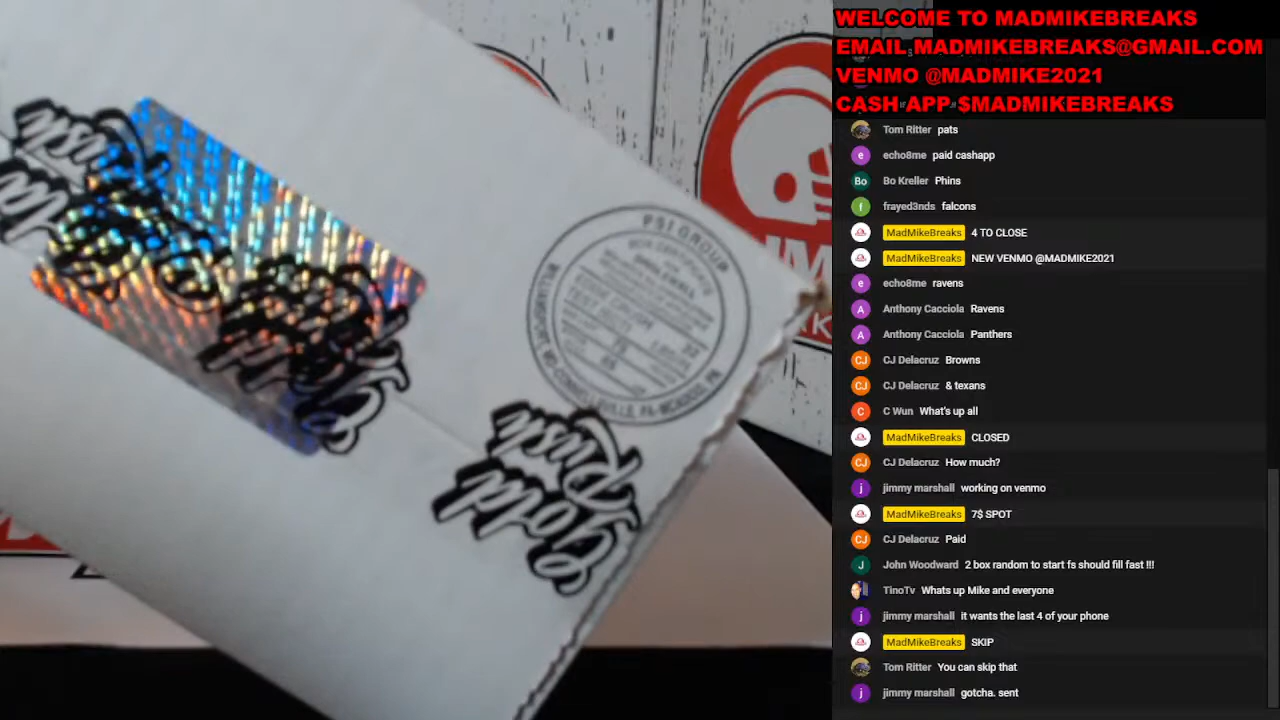 WELCOME TO MADMIKEBREAKS
EMAIL MADMIKEBREAKS@GMAIL.COM
VENMO @MADMIKE2021
CASH APP $MADMIKEBREAKS
Tom Ritter pats
echo8me paid cashapp
Bo Kreller Phins
frayed3nds falcons
MadMikeBreaks 4 TO CLOSE
MadMikeBreaks NEW VENMO @MADMIKE2021
echo8me ravens
Anthony Cacciola Ravens
Anthony Cacciola Panthers
CJ Delacruz Browns
CJ Delacruz & texans
C Wun What's up all
MadMikeBreaks CLOSED
CJ Delacruz How much?
jimmy marshall working on venmo
MadMikeBreaks 7$ SPOT
CJ Delacruz Paid
John Woodward 2 box random to start fs should fill fast !!!
TinoTv Whats up Mike and everyone
jimmy marshall it wants the last 4 of your phone
MadMikeBreaks SKIP
Tom Ritter You can skip that
jimmy marshall gotcha. sent
PSI GROUP
Gold
Rush